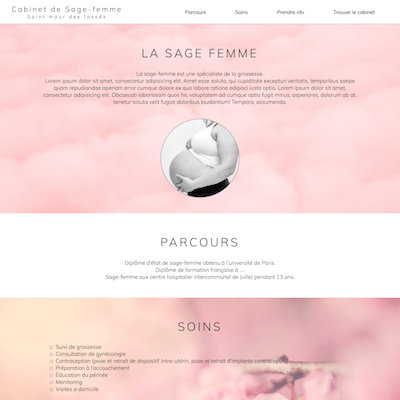 Cabinet de Sage-femme
Saint maur des fossés
Parcours
Soins
Prendre rdv
Trouver le cabinet
LA SAGE FEMME
La sage-femme est une spécialiste de la grossesse.
Lorem ipsum dolor sit amet, consectetur adipisicing elit. Amet esse soluta, qui cupiditate excepturi veritatis, temporibus saepe
quam repudiandae aperiam error cumque dolore ex quo labore ratione adipisci iusto optio. Lorem ipsum dolor sit amet,
consectetur adipisicing elit. Obcaecati laboriosam quos hic voluptatem ad cumque optio fugit minus, asperiores, dolorum ab at,
tenetur soluta velit fugiat doloribus laudantium! Tempora, assumenda.
PARCOURS
Diplôme d'état de sage-femme obtenu à l'université de Paris.
Diplôme de formation française à ...
Sage-femme aux centre hospitalier intercommunal de (ville) pendant 13 ans.
SOINS
Suivi de grossesse
Consultation de gynécologie
Contraception (pose et retrait de dispositif intra-utérin, pose et retrait d'implants contraceptifs)
Préparation à l'accouchement
Éducation du périnée
Monitoring
Visites a domicile